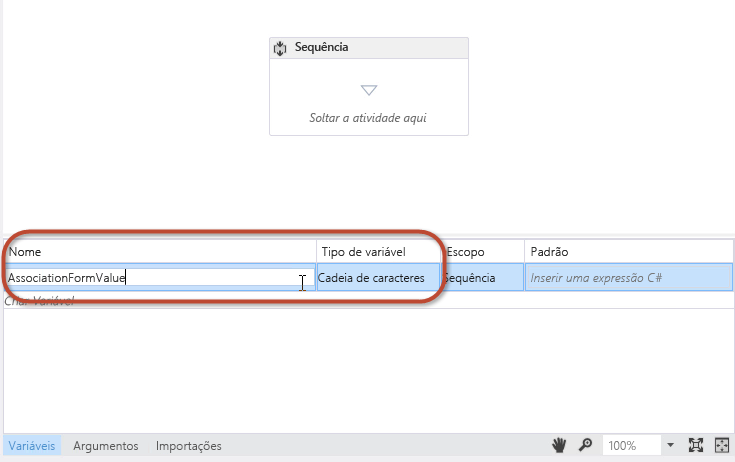 Sequência
Soltar a atividade aqui
Nome Tipo de variável Escopo Padrão
AssociationFormValue Cadeia de caracteres Sequência Inserir uma expressão C#
Criar Variável
Variáveis Argumentos Importações 100%